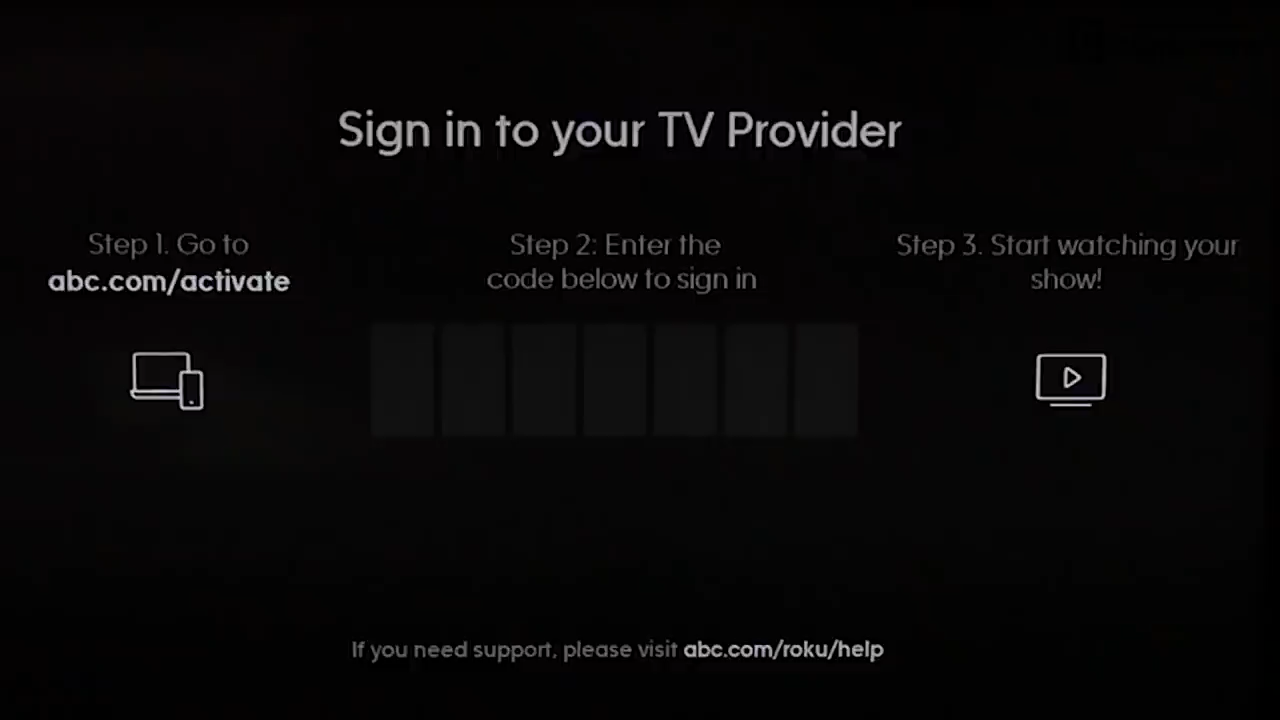 Sign in to your TV Provider
Step 1. Go to
abc.com/activate
Step 2: Enter the
code below to sign in
Step 3. Start watching your
show!
If you need support, please visit abc.com/roku/help